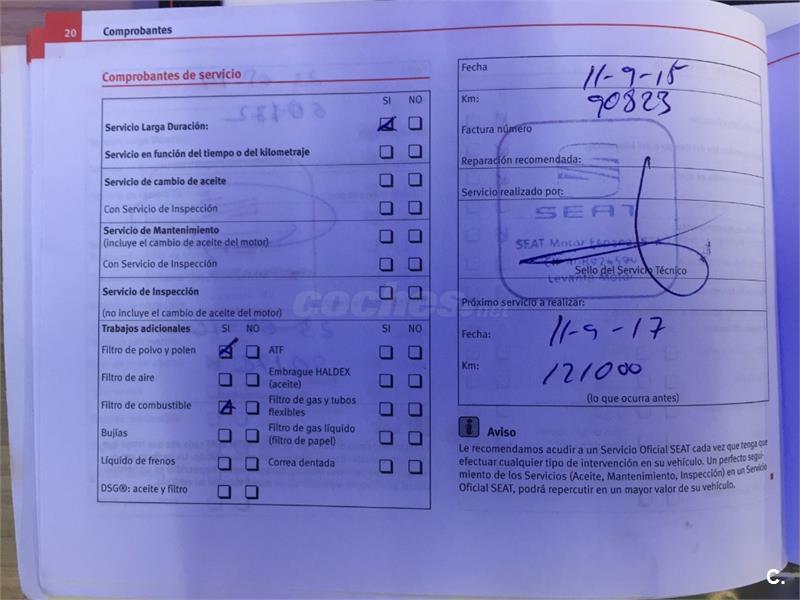 20 Comprobantes
Comprobantes de servicio
SI NO
Servicio Larga Duración:
Servicio en función del tiempo o del kilometraje
Servicio de cambio de aceite
Con Servicio de Inspección
Servicio de Mantenimiento
(incluye el cambio de aceite del motor)
Con Servicio de Inspección
Servicio de Inspección
(no incluye el cambio de aceite del motor)
Trabajos adicionales SI NO SI NO
Filtro de polvo y polen ATF
Filtro de aire Embrague HALDEX
(aceite)
Filtro de combustible Filtro de gas y tubos
flexibles
Bujías Filtro de gas líquido
(filtro de papel)
Líquido de frenos Correa dentada
DSG®: aceite y filtro
Fecha 11-9-15
Km: 90823
Factura número
Reparación recomendada:
Servicio realizado por:
SEAT
SEAT Motor España
Levante Motor
Sello del Servicio Técnico
Próximo servicio a realizar:
Fecha: 11-9-17
Km: 121000
(lo que ocurra antes)
i Aviso
Le recomendamos acudir a un Servicio Oficial SEAT cada vez que tenga que
efectuar cualquier tipo de intervención en su vehículo. Un perfecto segui-
miento de los Servicios (Aceite, Mantenimiento, Inspección) en un Servicio
Oficial SEAT, podrá repercutir en un mayor valor de su vehículo.
coches.net
C.